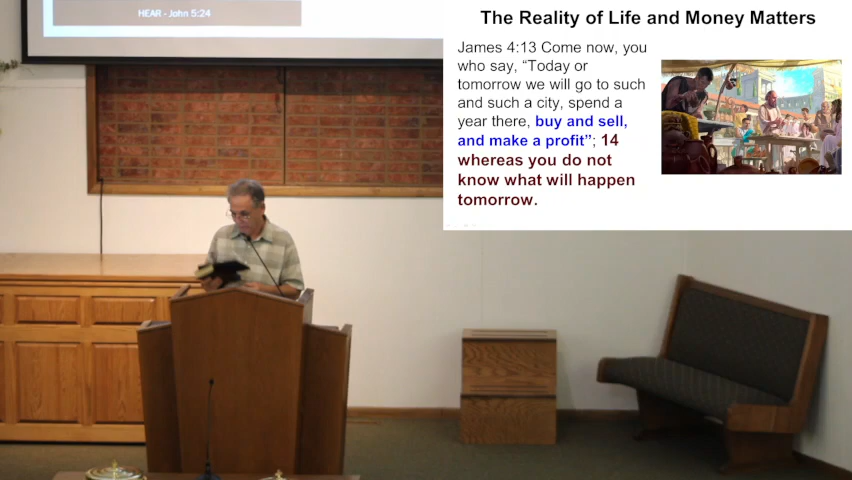 HEAR - John 5:24
The Reality of Life and Money Matters
James 4:13 Come now, you
who say, “Today or
tomorrow we will go to such
and such a city, spend a
year there, buy and sell,
and make a profit”; 14
whereas you do not
know what will happen
tomorrow.